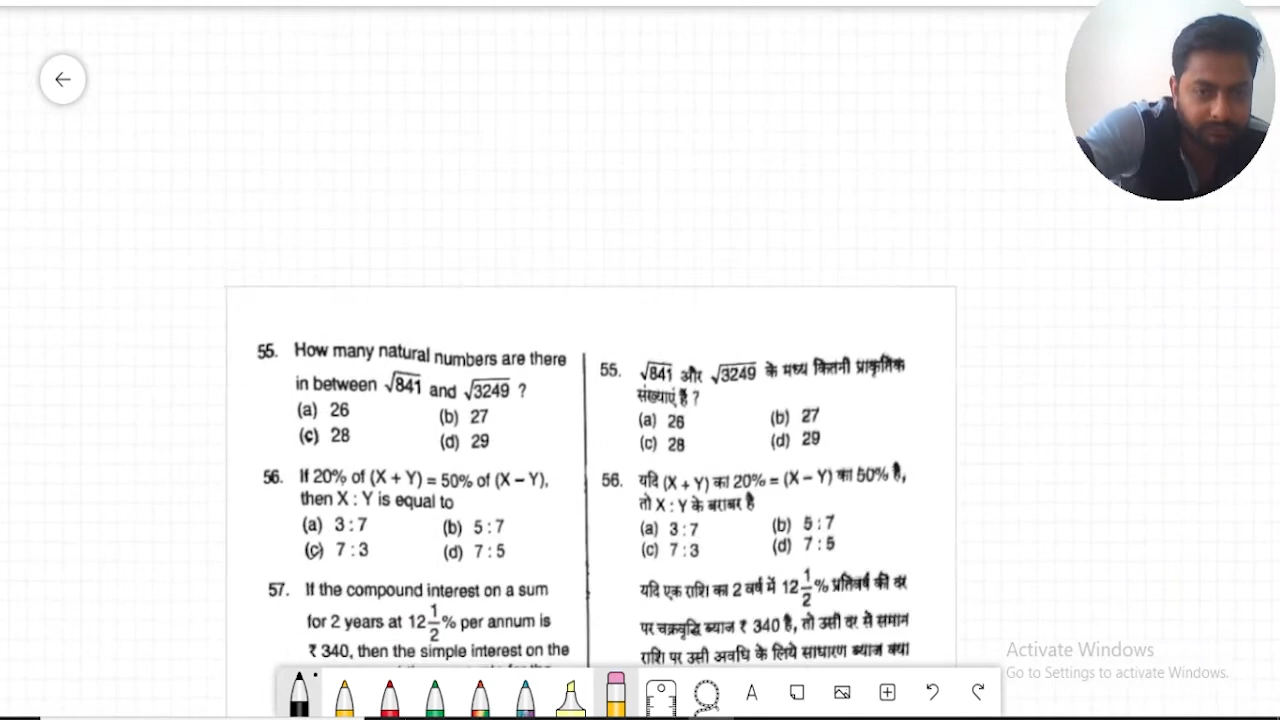 55. How many natural numbers are there
in between √841 and √3249 ?
(a) 26 (b) 27
(c) 28 (d) 29
56. If 20% of (X + Y) = 50% of (X – Y),
then X : Y is equal to
(a) 3 : 7 (b) 5 : 7
(c) 7 : 3 (d) 7 : 5
57. If the compound interest on a sum
for 2 years at 12 1/2 % per annum is
₹ 340, then the simple interest on the
55. √841 और √3249 के मध्य कितनी प्राकृतिक
संख्याएं हैं ?
(a) 26 (b) 27
(c) 28 (d) 29
56. यदि (X + Y) का 20% = (X – Y) का 50% है,
तो X : Y के बराबर है
(a) 3 : 7 (b) 5 : 7
(c) 7 : 3 (d) 7 : 5
यदि एक राशि का 2 वर्ष में 12 1/2 % प्रतिवर्ष की दर
पर चक्रवृद्धि ब्याज ₹ 340 है, तो उसी दर से समान
राशि पर उसी अवधि के लिये साधारण ब्याज क्या
A
Activate Windows
Go to Settings to activate Windows.